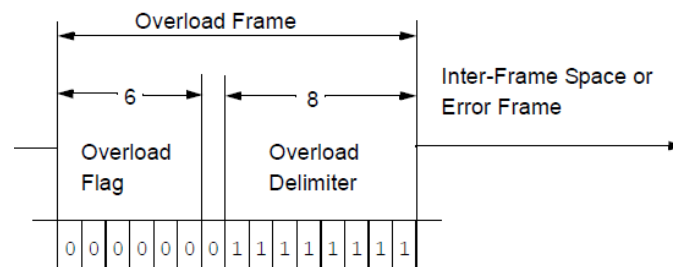 Overload Frame
Inter-Frame Space or
Error Frame
6
8
Overload
Flag
Overload
Delimiter
0 0 0 0 0 0 0 1 1 1 1 1 1 1 1